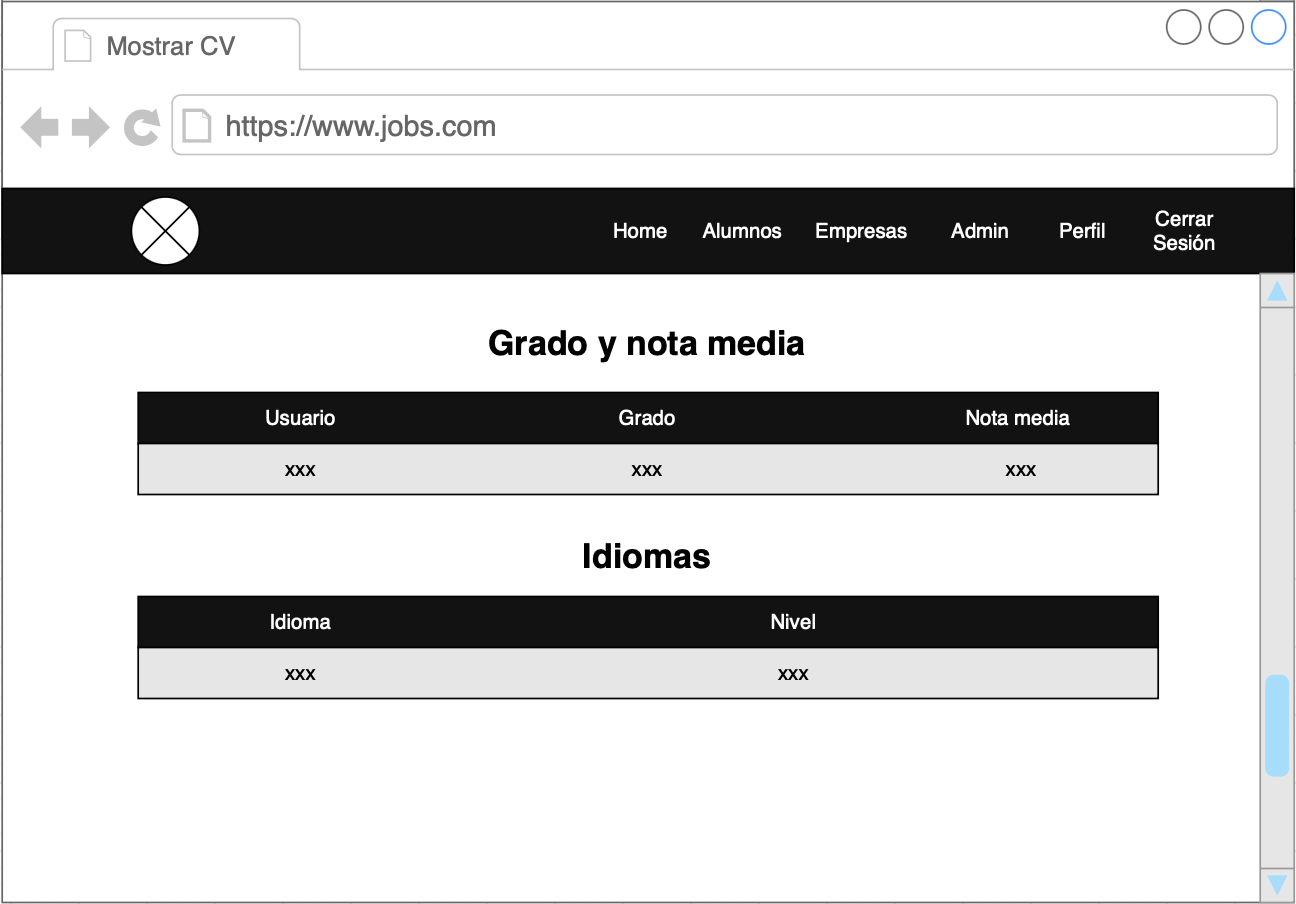 Mostrar CV
https://www.jobs.com
Home Alumnos Empresas Admin Perfil Cerrar Sesión
Grado y nota media
Usuario Grado Nota media
xxx xxx xxx
Idiomas
Idioma Nivel
xxx xxx